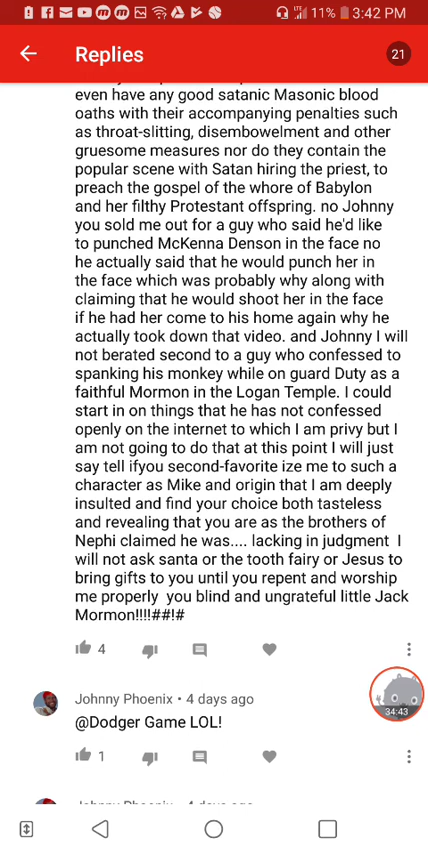 11% 3:42 PM
Replies
21
even have any good satanic Masonic blood
oaths with their accompanying penalties such
as throat-slitting, disembowelment and other
gruesome measures nor do they contain the
popular scene with Satan hiring the priest, to
preach the gospel of the whore of Babylon
and her filthy Protestant offspring. no Johnny
you sold me out for a guy who said he'd like
to punched McKenna Denson in the face no
he actually said that he would punch her in
the face which was probably why along with
claiming that he would shoot her in the face
if he had her come to his home again why he
actually took down that video. and Johnny I will
not berated second to a guy who confessed to
spanking his monkey while on guard Duty as a
faithful Mormon in the Logan Temple. I could
start in on things that he has not confessed
openly on the internet to which I am privy but I
am not going to do that at this point I will just
say tell ifyou second-favorite ize me to such a
character as Mike and origin that I am deeply
insulted and find your choice both tasteless
and revealing that you are as the brothers of
Nephi claimed he was.... lacking in judgment I
will not ask santa or the tooth fairy or Jesus to
bring gifts to you until you repent and worship
me properly you blind and ungrateful little Jack
Mormon!!!!##!#
4
34:43
Johnny Phoenix • 4 days ago
@Dodger Game LOL!
1